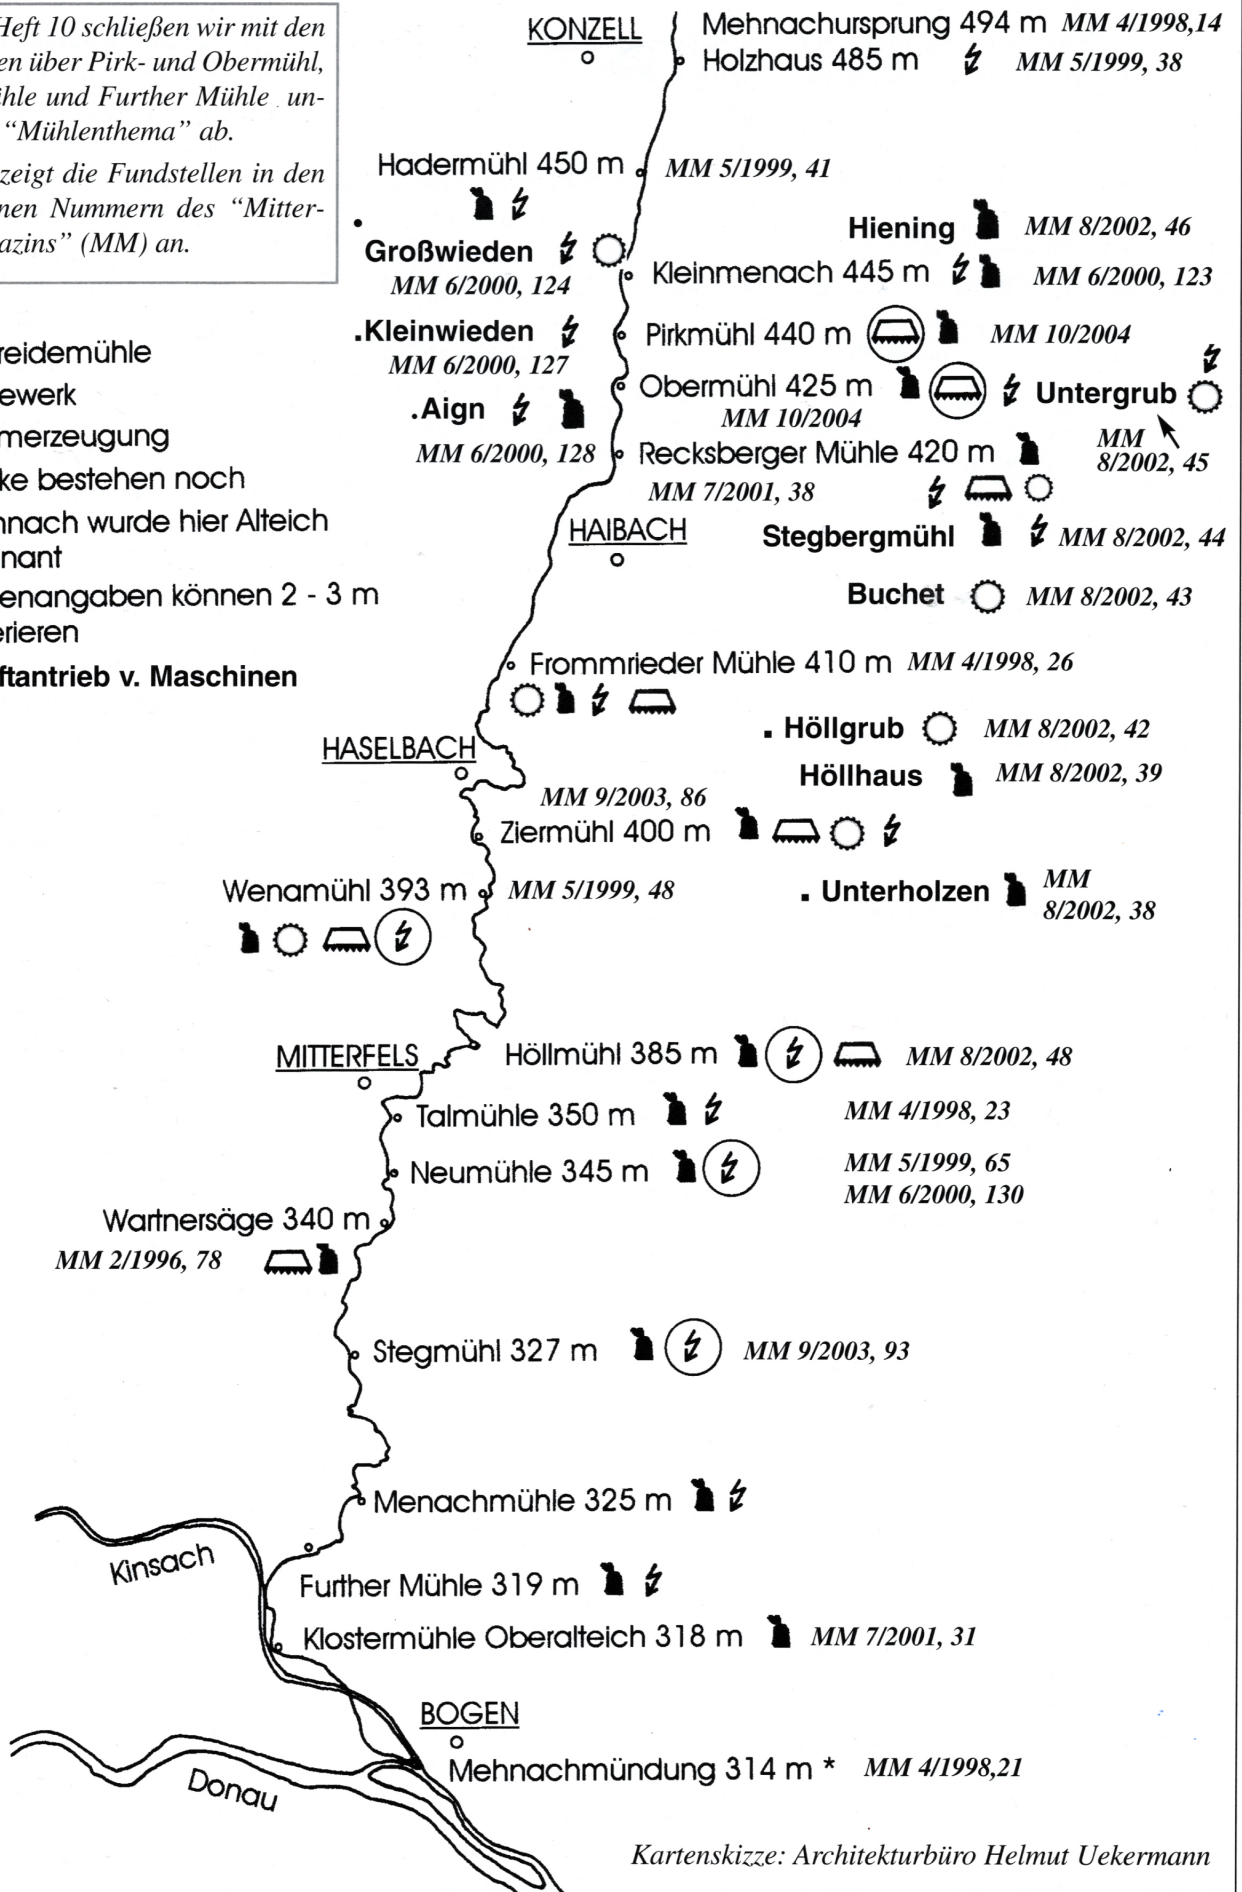 Heft 10 schließen wir mit den
en über Pirk- und Obermühl,
ühle und Further Mühle un-
“Mühlenthema” ab.
zeigt die Fundstellen in den
nen Nummern des “Mitter-
azins” (MM) an.
reidemühle
ewerk
merzeugung
ke bestehen noch
nnach wurde hier Alteich
nant
enangaben können 2 - 3 m
erieren
ftantrieb v. Maschinen
KONZELL
Mehnachursprung 494 m MM 4/1998,14
Holzhaus 485 m MM 5/1999, 38
Hadermühl 450 m MM 5/1999, 41
Hiening MM 8/2002, 46
Großwieden
MM 6/2000, 124
Kleinmenach 445 m MM 6/2000, 123
.Kleinwieden
MM 6/2000, 127
Pirkmühl 440 m MM 10/2004
Obermühl 425 m
MM 10/2004
Untergrub
MM
8/2002, 45
.Aign
MM 6/2000, 128
Recksberger Mühle 420 m
MM 7/2001, 38
HAIBACH
Stegbergmühl MM 8/2002, 44
Buchet MM 8/2002, 43
Frommrieder Mühle 410 m MM 4/1998, 26
. Höllgrub MM 8/2002, 42
HASELBACH
Höllhaus MM 8/2002, 39
MM 9/2003, 86
Ziermühl 400 m
Wenamühl 393 m MM 5/1999, 48
. Unterholzen MM
8/2002, 38
MITTERFELS
Höllmühl 385 m MM 8/2002, 48
Talmühle 350 m MM 4/1998, 23
Neumühle 345 m MM 5/1999, 65
MM 6/2000, 130
Wartnersäge 340 m
MM 2/1996, 78
Stegmühl 327 m MM 9/2003, 93
Menachmühle 325 m
Kinsach
Further Mühle 319 m
Klostermühle Oberalteich 318 m MM 7/2001, 31
BOGEN
Mehnachmündung 314 m * MM 4/1998,21
Donau
Kartenskizze: Architekturbüro Helmut Uekermann